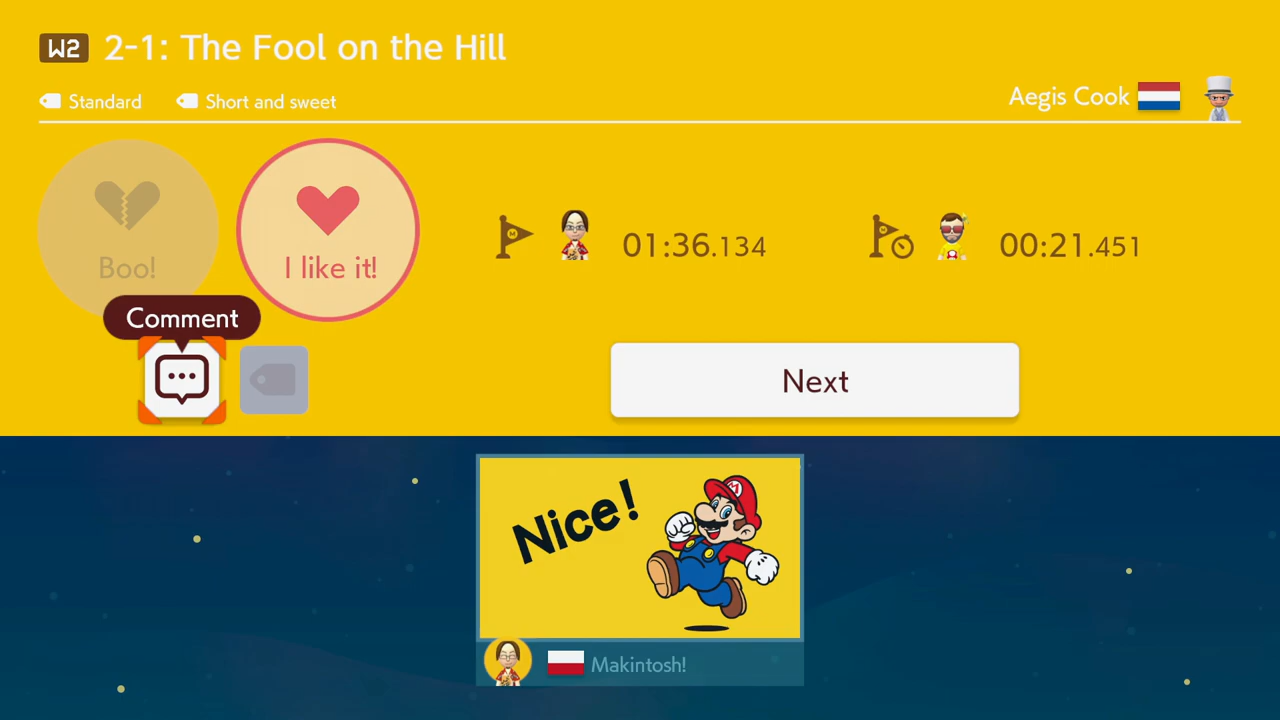 W2 2-1: The Fool on the Hill
Standard Short and sweet
Aegis Cook
Boo!
I like it!
01:36.134
00:21.451
Comment
Next
Nice!
Makintosh!